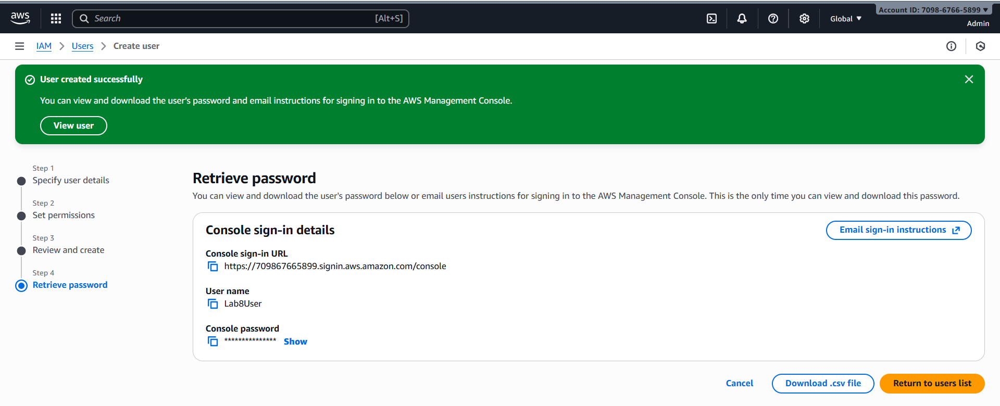 aws
Search
[Alt+S]
Global
Account ID: 7098-6766-5899
Admin
IAM
Users
Create user
User created successfully
You can view and download the user's password and email instructions for signing in to the AWS Management Console.
View user
Step 1
Specify user details
Step 2
Set permissions
Step 3
Review and create
Step 4
Retrieve password
Retrieve password
You can view and download the user's password below or email users instructions for signing in to the AWS Management Console. This is the only time you can view and download this password.
Console sign-in details
Email sign-in instructions
Console sign-in URL
https://709867665899.signin.aws.amazon.com/console
User name
Lab8User
Console password
*************** Show
Cancel
Download .csv file
Return to users list